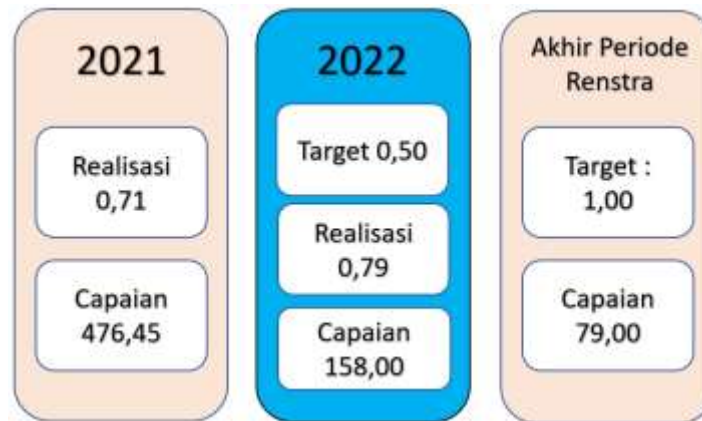 2021
Realisasi
0,71
Capaian
476,45
2022
Target 0,50
Realisasi
0,79
Capaian
158,00
Akhir Periode
Renstra
Target :
1,00
Capaian
79,00